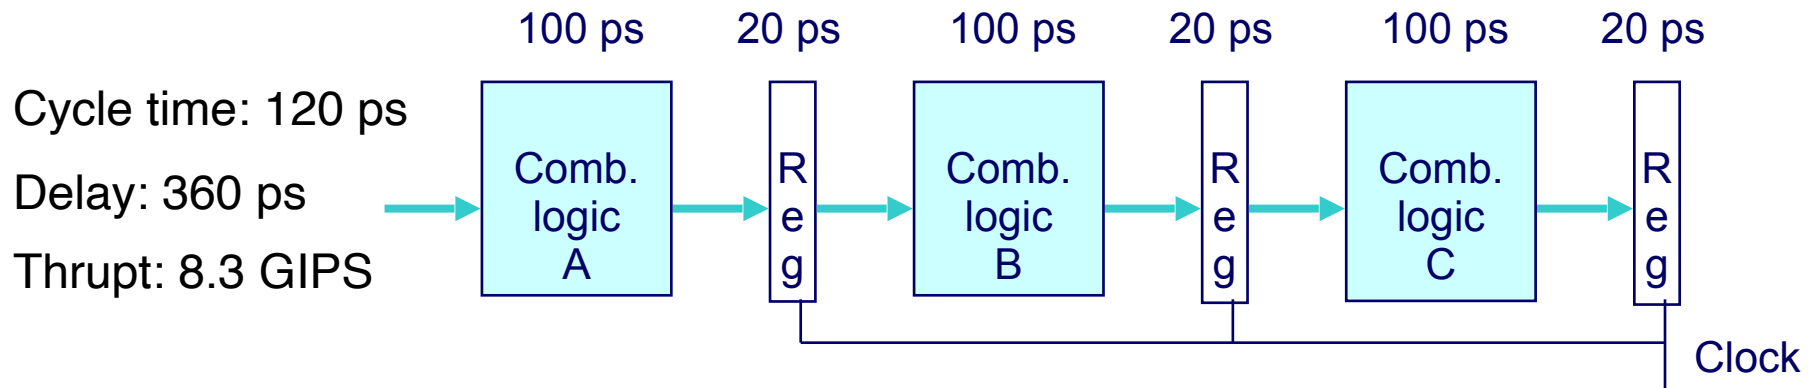 100 ps 20 ps 100 ps 20 ps 100 ps 20 ps
Cycle time: 120 ps
Delay: 360 ps
Thrupt: 8.3 GIPS
Comb.
logic
A
R
e
g
Comb.
logic
B
R
e
g
Comb.
logic
C
R
e
g
Clock